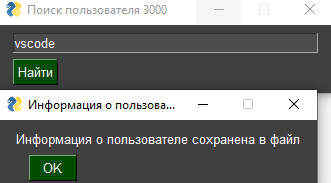 Поиск пользователя 3000
vscode
Найти
Информация о пользова...
Информация о пользователе сохранена в файл
OK